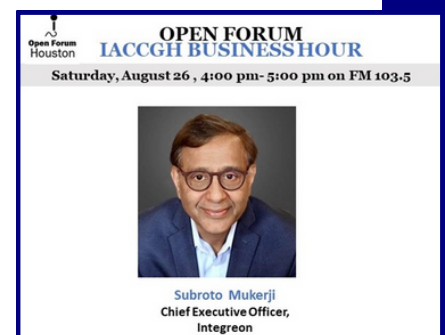 Open Forum
Houston
OPEN FORUM
IACCGH BUSINESS HOUR
Saturday, August 26 , 4:00 pm- 5:00 pm on FM 103.5
Subroto Mukerji
Chief Executive Officer,
Integreon